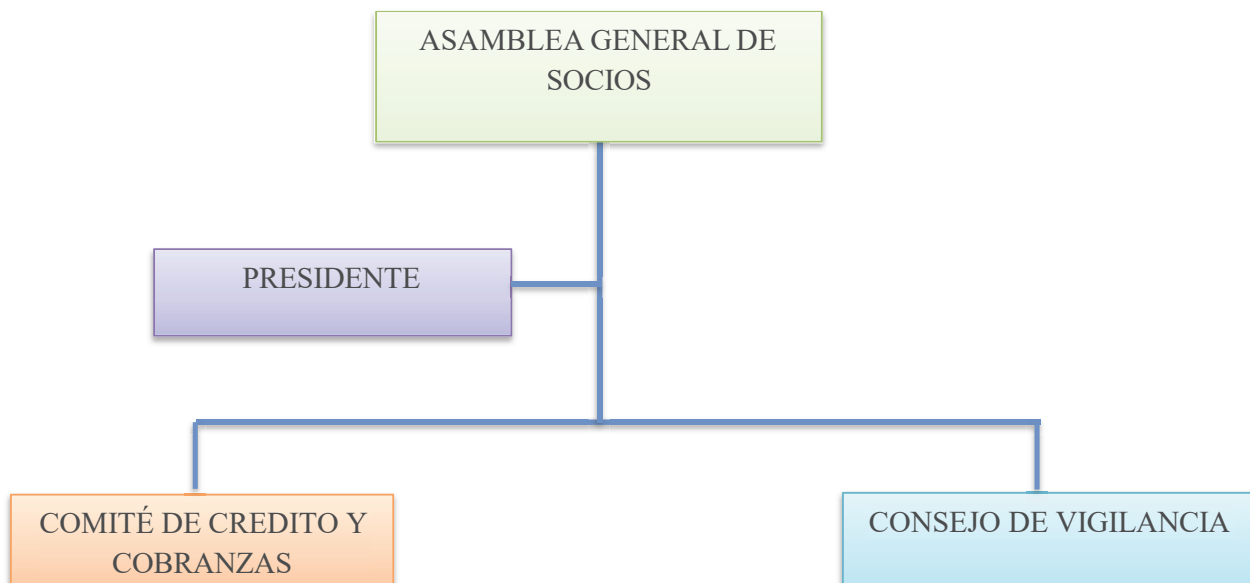 ASAMBLEA GENERAL DE
SOCIOS
PRESIDENTE
COMITÉ DE CREDITO Y
COBRANZAS
CONSEJO DE VIGILANCIA